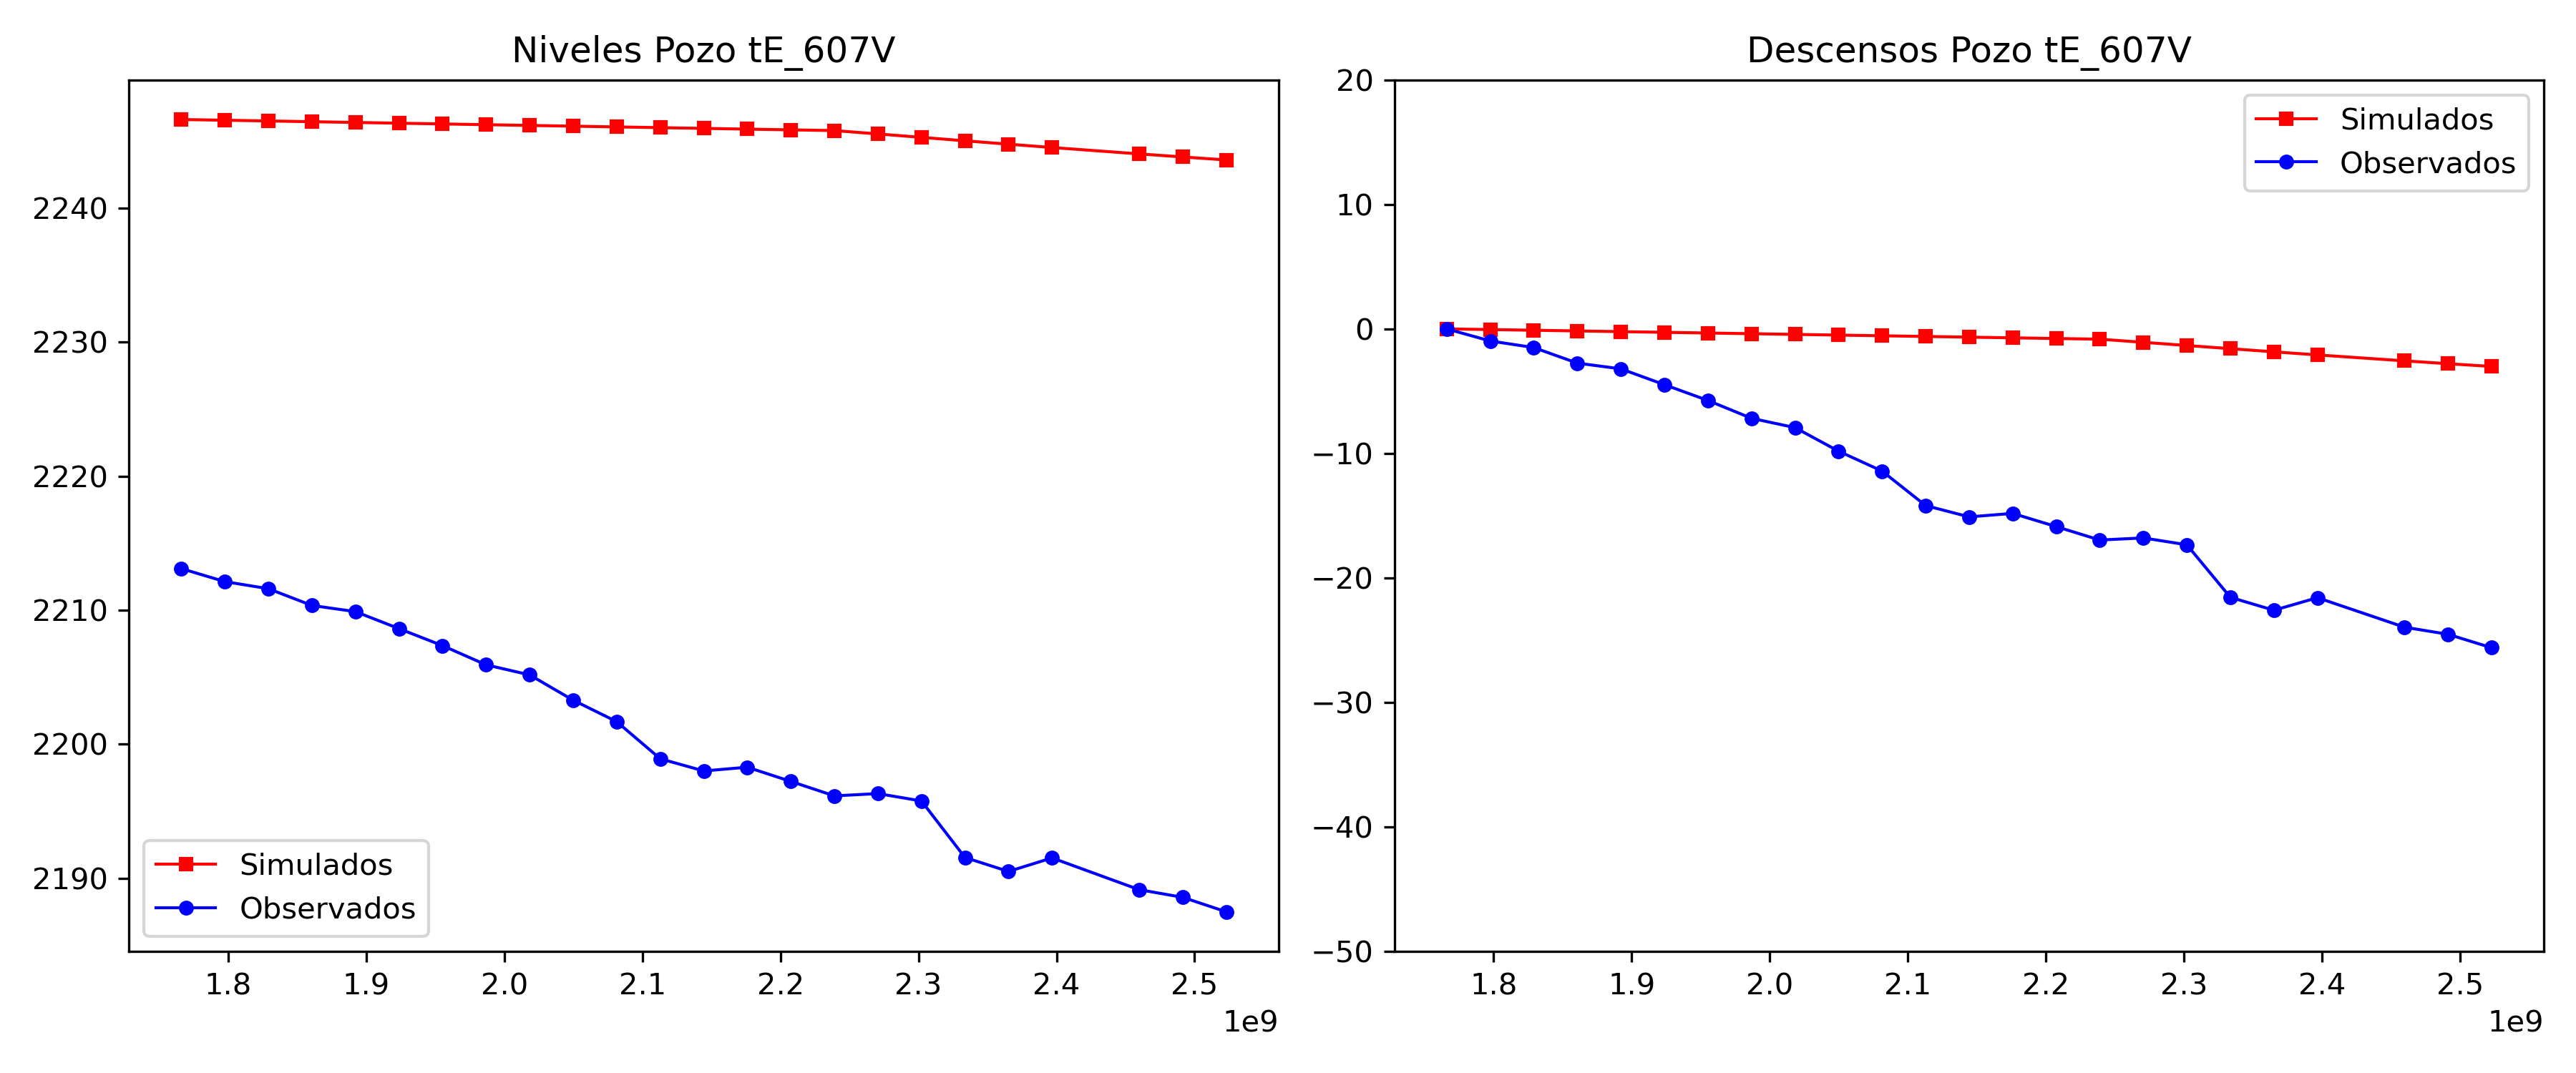 Niveles Pozo tE_607V
2240
2230
2220
2210
2200
2190
Simulados
Observados
1.8 1.9 2.0 2.1 2.2 2.3 2.4 2.5
1e9
Descensos Pozo tE_607V
20
10
0
−10
−20
−30
−40
−50
Simulados
Observados
1.8 1.9 2.0 2.1 2.2 2.3 2.4 2.5
1e9